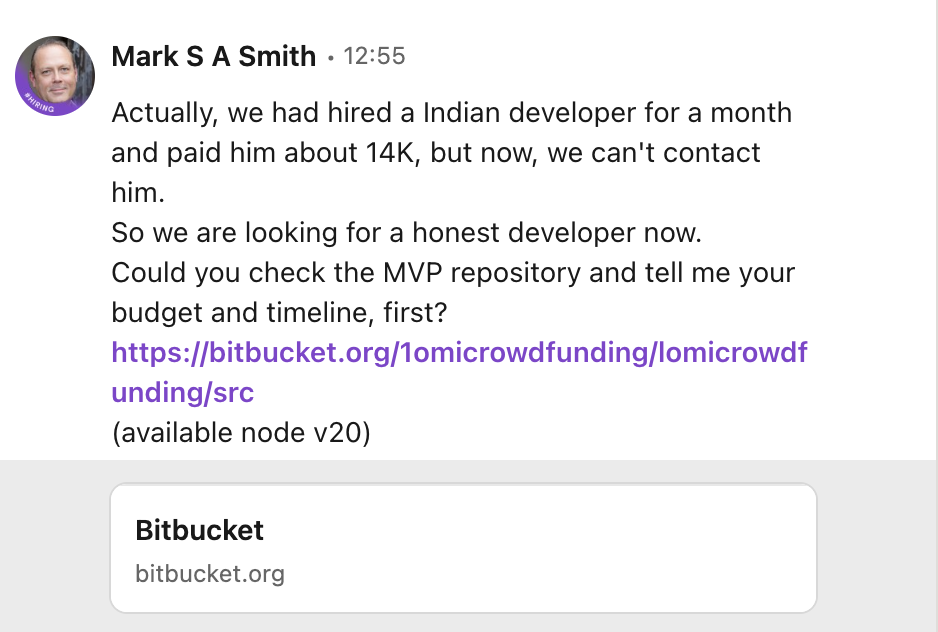 Mark S A Smith • 12:55
#HIRING
Actually, we had hired a Indian developer for a month
and paid him about 14K, but now, we can't contact
him.
So we are looking for a honest developer now.
Could you check the MVP repository and tell me your
budget and timeline, first?
https://bitbucket.org/1omicrowdfunding/lomicrowdf
unding/src
(available node v20)
Bitbucket
bitbucket.org